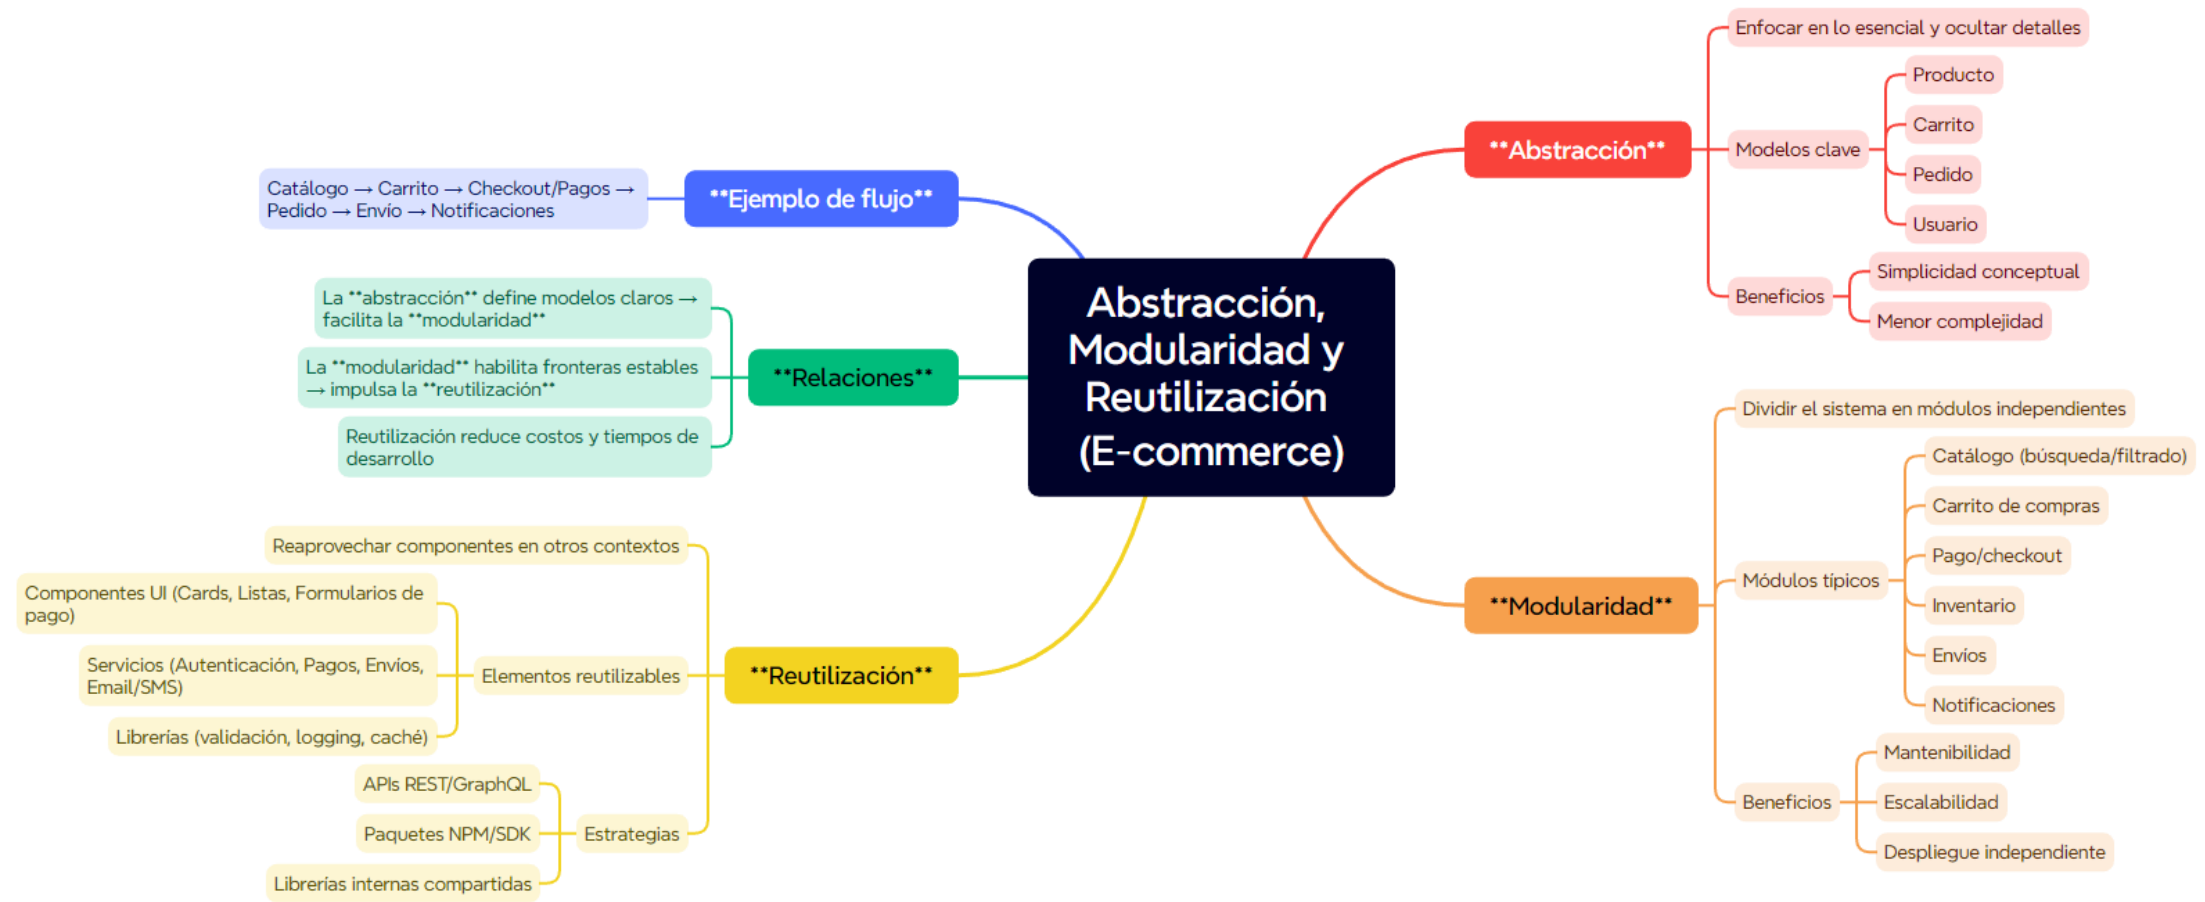 Abstracción,
Modularidad y
Reutilización
(E-commerce)
**Abstracción**
Enfocar en lo esencial y ocultar detalles
Modelos clave
Producto
Carrito
Pedido
Usuario
Beneficios
Simplicidad conceptual
Menor complejidad
**Modularidad**
Dividir el sistema en módulos independientes
Módulos típicos
Catálogo (búsqueda/filtrado)
Carrito de compras
Pago/checkout
Inventario
Envíos
Notificaciones
Beneficios
Mantenibilidad
Escalabilidad
Despliegue independiente
**Ejemplo de flujo**
Catálogo → Carrito → Checkout/Pagos →
Pedido → Envío → Notificaciones
**Relaciones**
La **abstracción** define modelos claros →
facilita la **modularidad**
La **modularidad** habilita fronteras estables
→ impulsa la **reutilización**
Reutilización reduce costos y tiempos de
desarrollo
**Reutilización**
Reaprovechar componentes en otros contextos
Elementos reutilizables
Componentes UI (Cards, Listas, Formularios de
pago)
Servicios (Autenticación, Pagos, Envíos,
Email/SMS)
Librerías (validación, logging, caché)
Estrategias
APIs REST/GraphQL
Paquetes NPM/SDK
Librerías internas compartidas